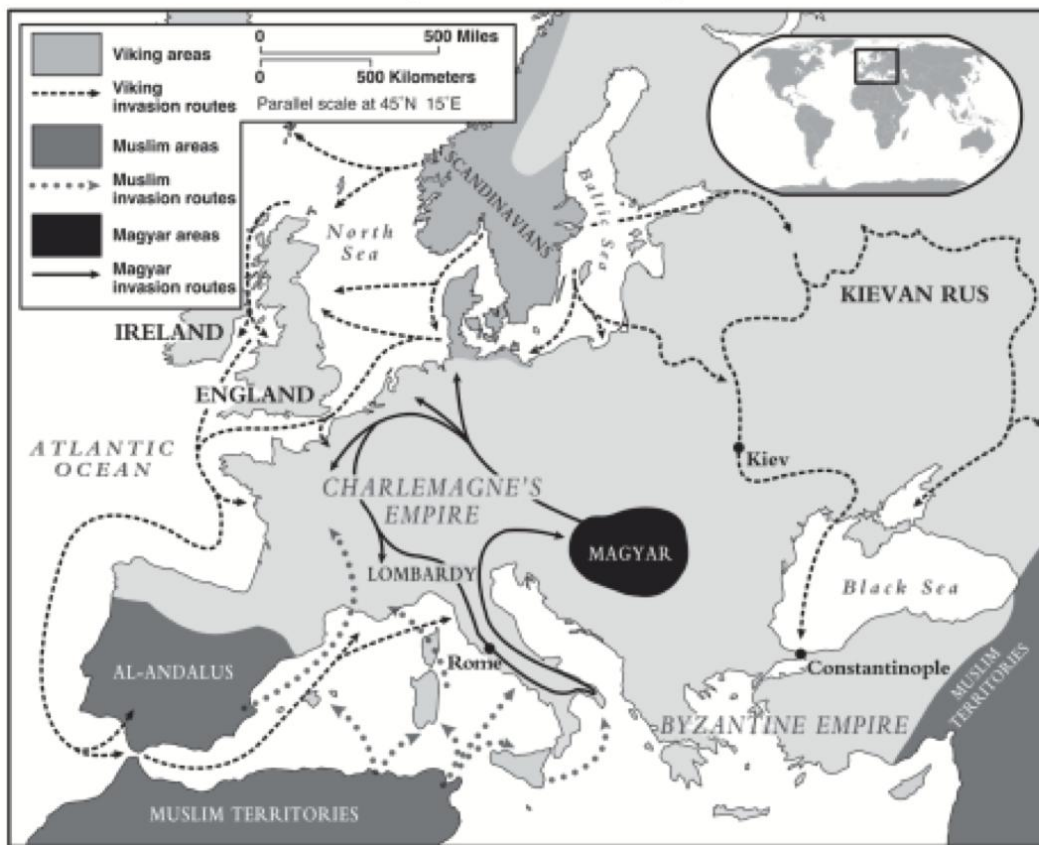 Viking areas
Viking
invasion routes
Muslim areas
Muslim
invasion routes
Magyar areas
Magyar
invasion routes
0 500 Miles
0 500 Kilometers
Parallel scale at 45°N 15°E
SCANDINAVIANS
Baltic Sea
North
Sea
KIEVAN RUS
IRELAND
ENGLAND
ATLANTIC
OCEAN
Kiev
CHARLEMAGNE'S
EMPIRE
MAGYAR
LOMBARDY
Black Sea
Rome
Constantinople
AL-ANDALUS
BYZANTINE EMPIRE
MUSLIM
TERRITORIES
MUSLIM TERRITORIES